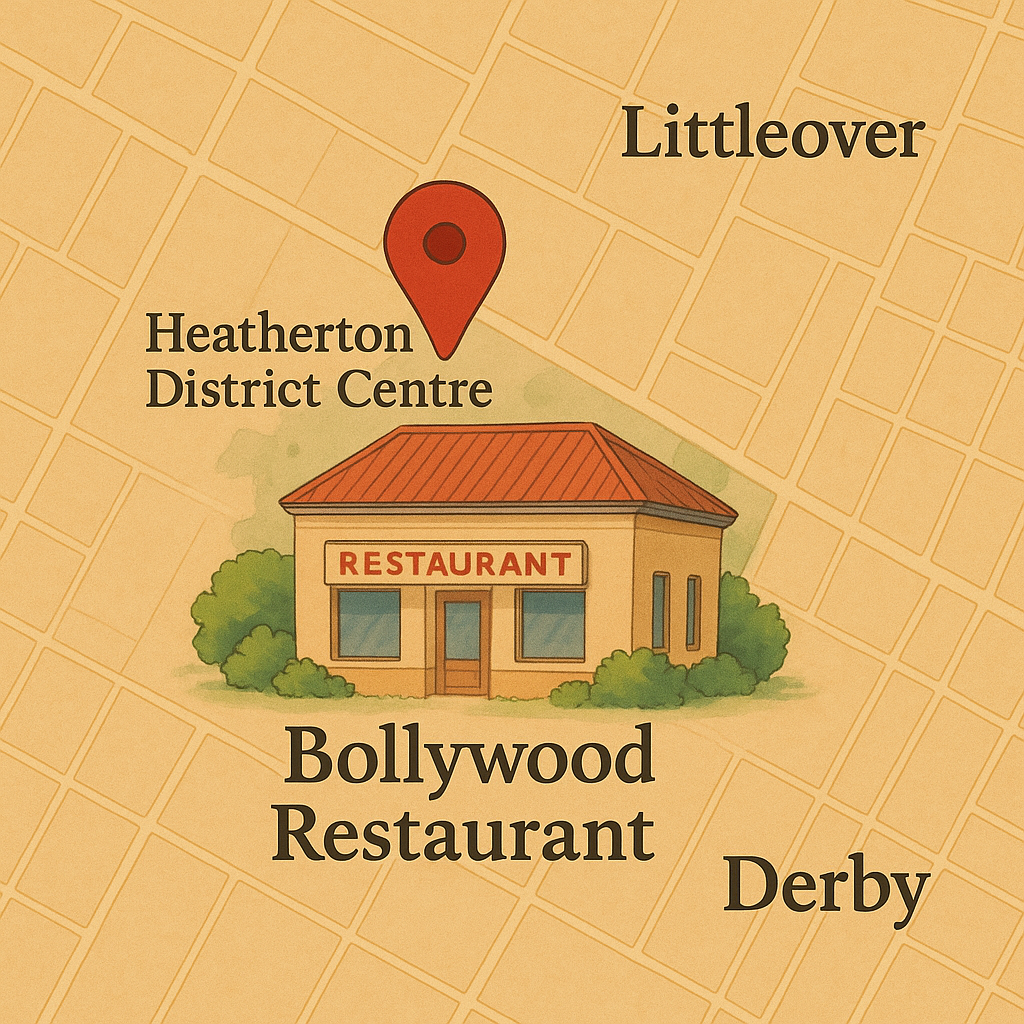 Littleover
Heatherton
District Centre
RESTAURANT
Bollywood
Restaurant
Derby